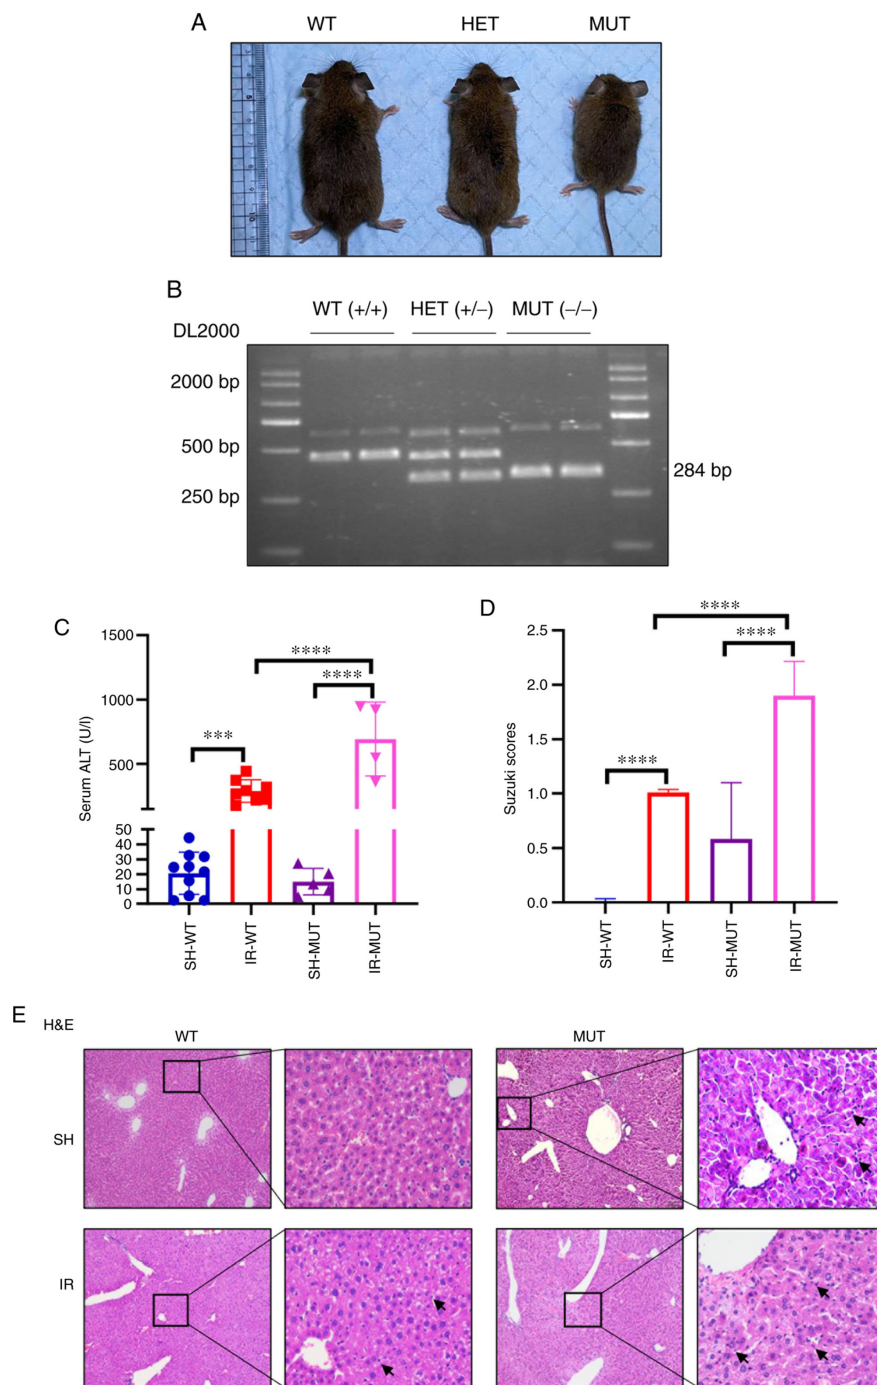 A
WT HET MUT
B
WT (+/+) HET (+/–) MUT (–/–)
DL2000
2000 bp
500 bp
250 bp
284 bp
C
Serum ALT (U/l)
1500
1000
500
50
40
30
20
10
0
***
****
****
SH-WT
IR-WT
SH-MUT
IR-MUT
D
Suzuki scores
2.5
2.0
1.5
1.0
0.5
0.0
****
****
****
SH-WT
IR-WT
SH-MUT
IR-MUT
E
H&E
WT MUT
SH
IR